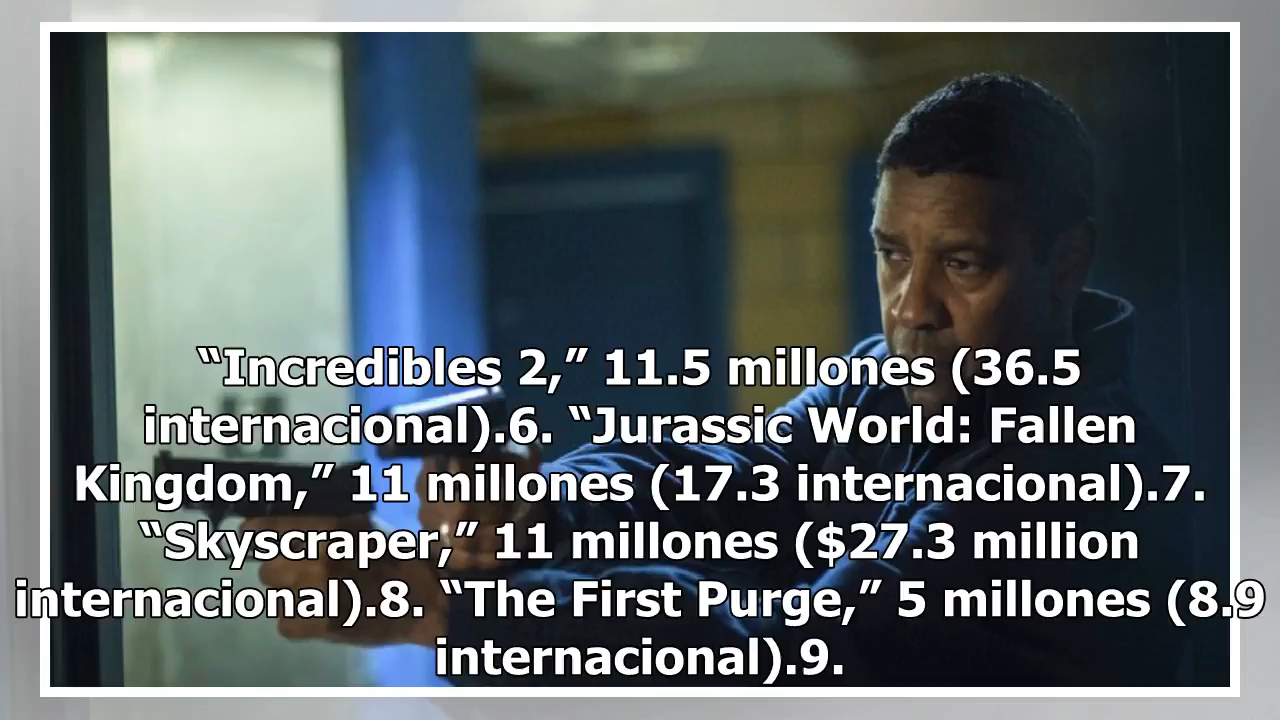 “Incredibles 2,” 11.5 millones (36.5
internacional).6. “Jurassic World: Fallen
Kingdom,” 11 millones (17.3 internacional).7.
“Skyscraper,” 11 millones ($27.3 million
internacional).8. “The First Purge,” 5 millones (8.9
internacional).9.